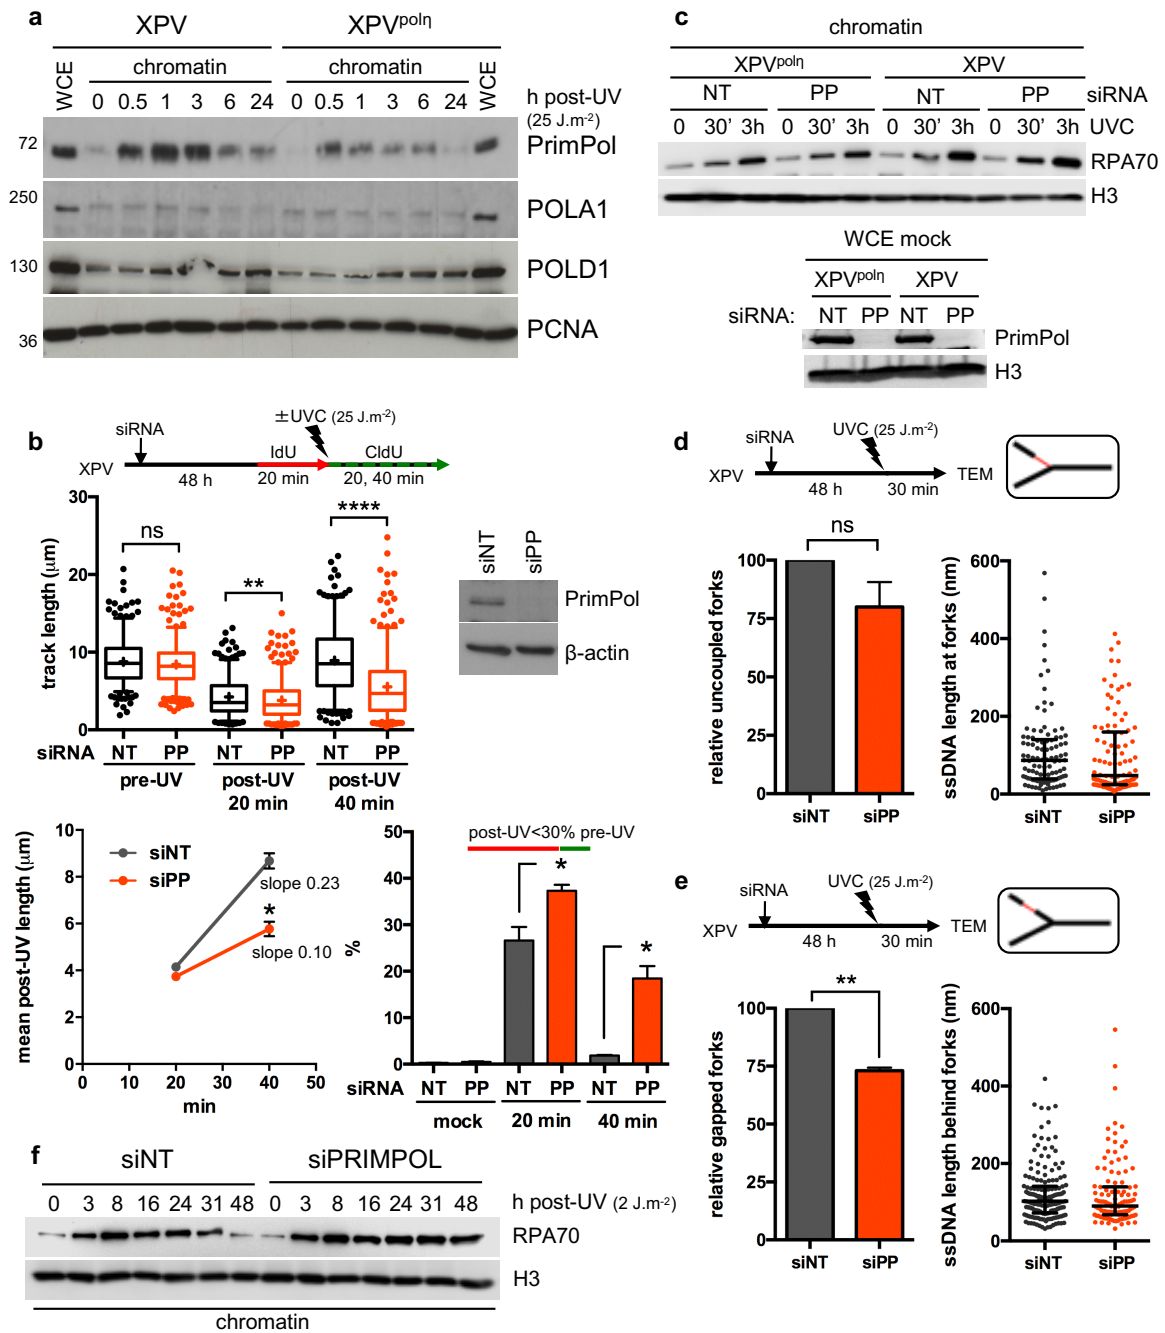 a
XPV XPVpolη
WCE chromatin chromatin WCE
0 0.5 1 3 6 24 0 0.5 1 3 6 24 h post-UV
(25 J.m-2)
72 PrimPol
250 POLA1
130 POLD1
36 PCNA
c
chromatin
XPVpolη XPV
NT PP NT PP siRNA
0 30' 3h 0 30' 3h 0 30' 3h 0 30' 3h UVC
RPA70
H3
WCE mock
XPVpolη XPV
siRNA: NT PP NT PP
PrimPol
H3
b
±UVC (25 J.m-2)
siRNA
IdU CldU
XPV
48 h 20 min 20, 40 min
track length (µm)
30
20
10
0
ns
**
****
siRNA NT PP NT PP NT PP
pre-UV post-UV post-UV
20 min 40 min
siNT siPP
PrimPol
β-actin
mean post-UV length (µm)
10
8
6
4
2
0
siNT
siPP
slope 0.23
*
slope 0.10
0 10 20 30 40 50
min
post-UV<30% pre-UV
%
50
40
30
20
10
0
*
*
siRNA NT PP NT PP NT PP
mock 20 min 40 min
d
siRNA UVC (25 J.m-2)
XPV TEM
48 h 30 min
relative uncoupled forks
100
75
50
25
0
ns
siNT siPP
ssDNA length at forks (nm)
600
400
200
0
siNT siPP
e
siRNA UVC (25 J.m-2)
XPV TEM
48 h 30 min
relative gapped forks
100
75
50
25
0
**
siNT siPP
ssDNA length behind forks (nm)
600
400
200
0
siNT siPP
f
siNT siPRIMPOL
0 3 8 16 24 31 48 0 3 8 16 24 31 48 h post-UV (2 J.m-2)
RPA70
H3
chromatin